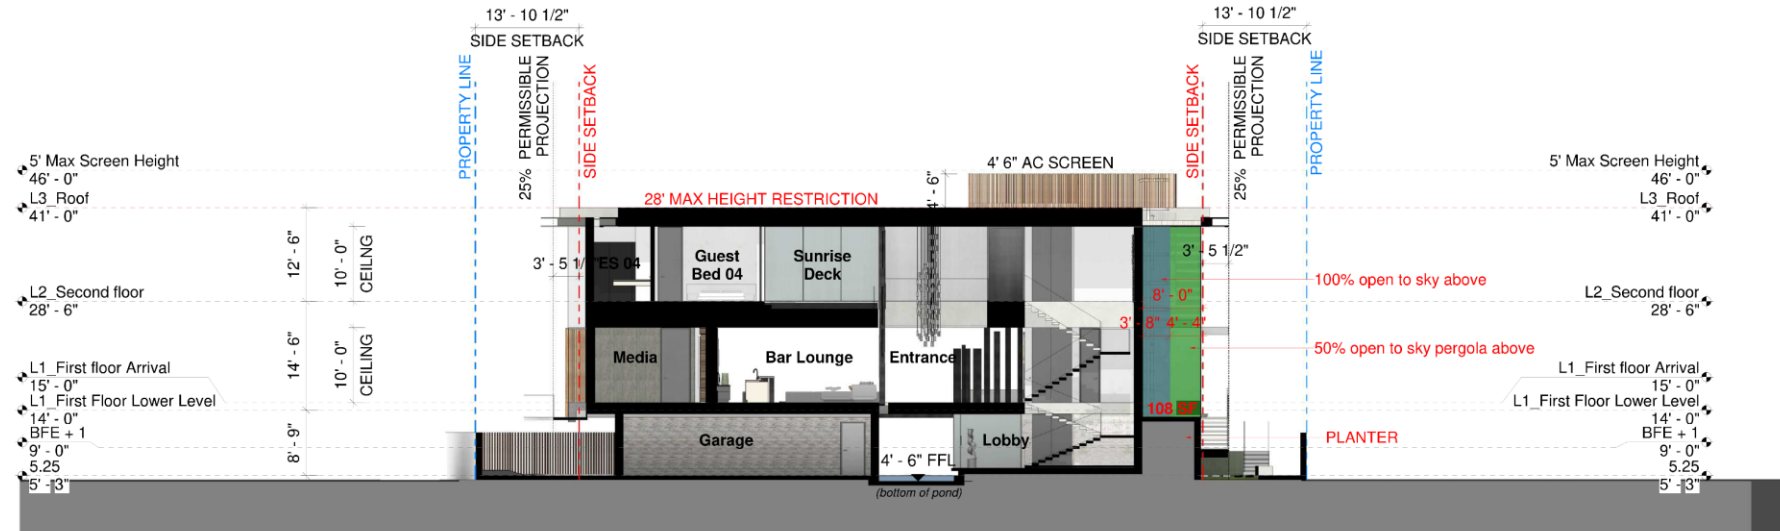 13' - 10 1/2"
SIDE SETBACK
PROPERTY LINE
25% PERMISSIBLE
PROJECTION
SIDE SETBACK
13' - 10 1/2"
SIDE SETBACK
SIDE SETBACK
25% PERMISSIBLE
PROJECTION
PROPERTY LINE
5' Max Screen Height
46' - 0"
L3_Roof
41' - 0"
L2_Second floor
28' - 6"
L1_First floor Arrival
15' - 0"
L1_First Floor Lower Level
14' - 0"
BFE + 1
9' - 0"
5.25
5' - 3"
12' - 6"
10' - 0"
CEILNG
14' - 6"
10' - 0"
CEILING
8' - 9"
28' MAX HEIGHT RESTRICTION
4' 6" AC SCREEN
4' - 6"
3' - 5 1/2"
ES 04
Guest
Bed 04
Sunrise
Deck
3' - 5 1/2"
8' - 0"
3' - 8" 4' - 4"
Media
Bar Lounge
Entrance
108 SF
Garage
4' - 6" FFL
(bottom of pond)
Lobby
100% open to sky above
50% open to sky pergola above
PLANTER
5' Max Screen Height
46' - 0"
L3_Roof
41' - 0"
L2_Second floor
28' - 6"
L1_First floor Arrival
15' - 0"
L1_First Floor Lower Level
14' - 0"
BFE + 1
9' - 0"
5.25
5' - 3"